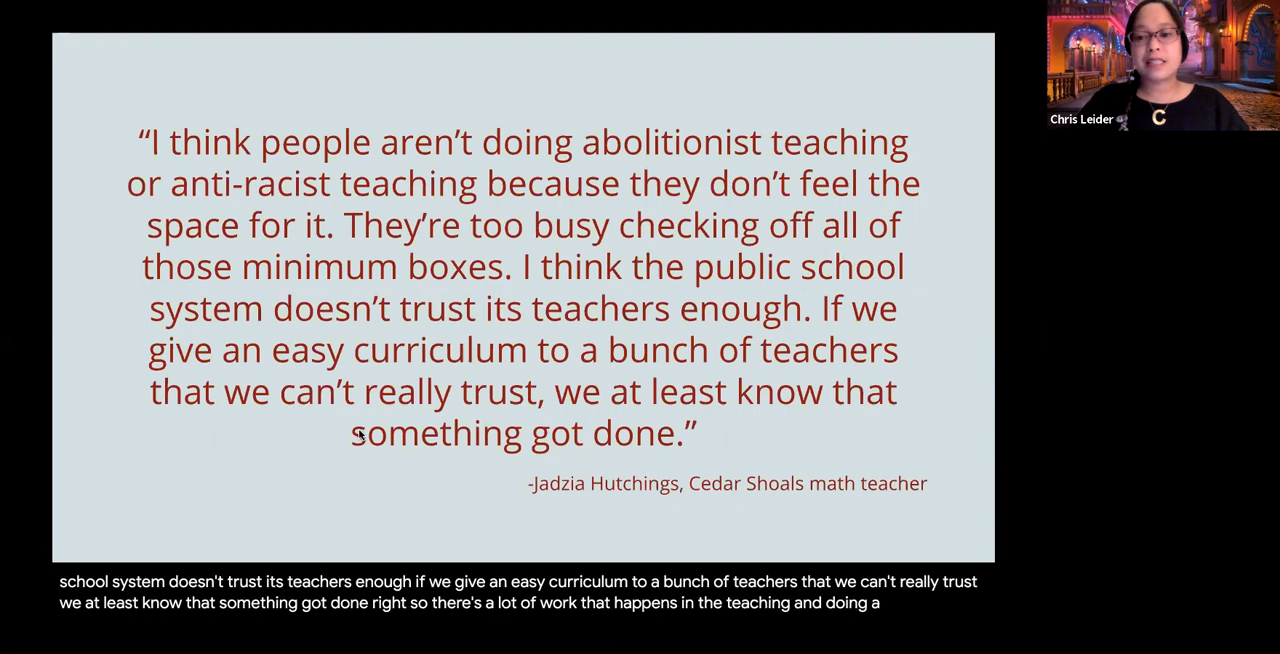 “I think people aren’t doing abolitionist teaching
or anti-racist teaching because they don’t feel the
space for it. They’re too busy checking off all of
those minimum boxes. I think the public school
system doesn’t trust its teachers enough. If we
give an easy curriculum to a bunch of teachers
that we can’t really trust, we at least know that
something got done.”
-Jadzia Hutchings, Cedar Shoals math teacher
Chris Leider
C
school system doesn't trust its teachers enough if we give an easy curriculum to a bunch of teachers that we can't really trust
we at least know that something got done right so there's a lot of work that happens in the teaching and doing a